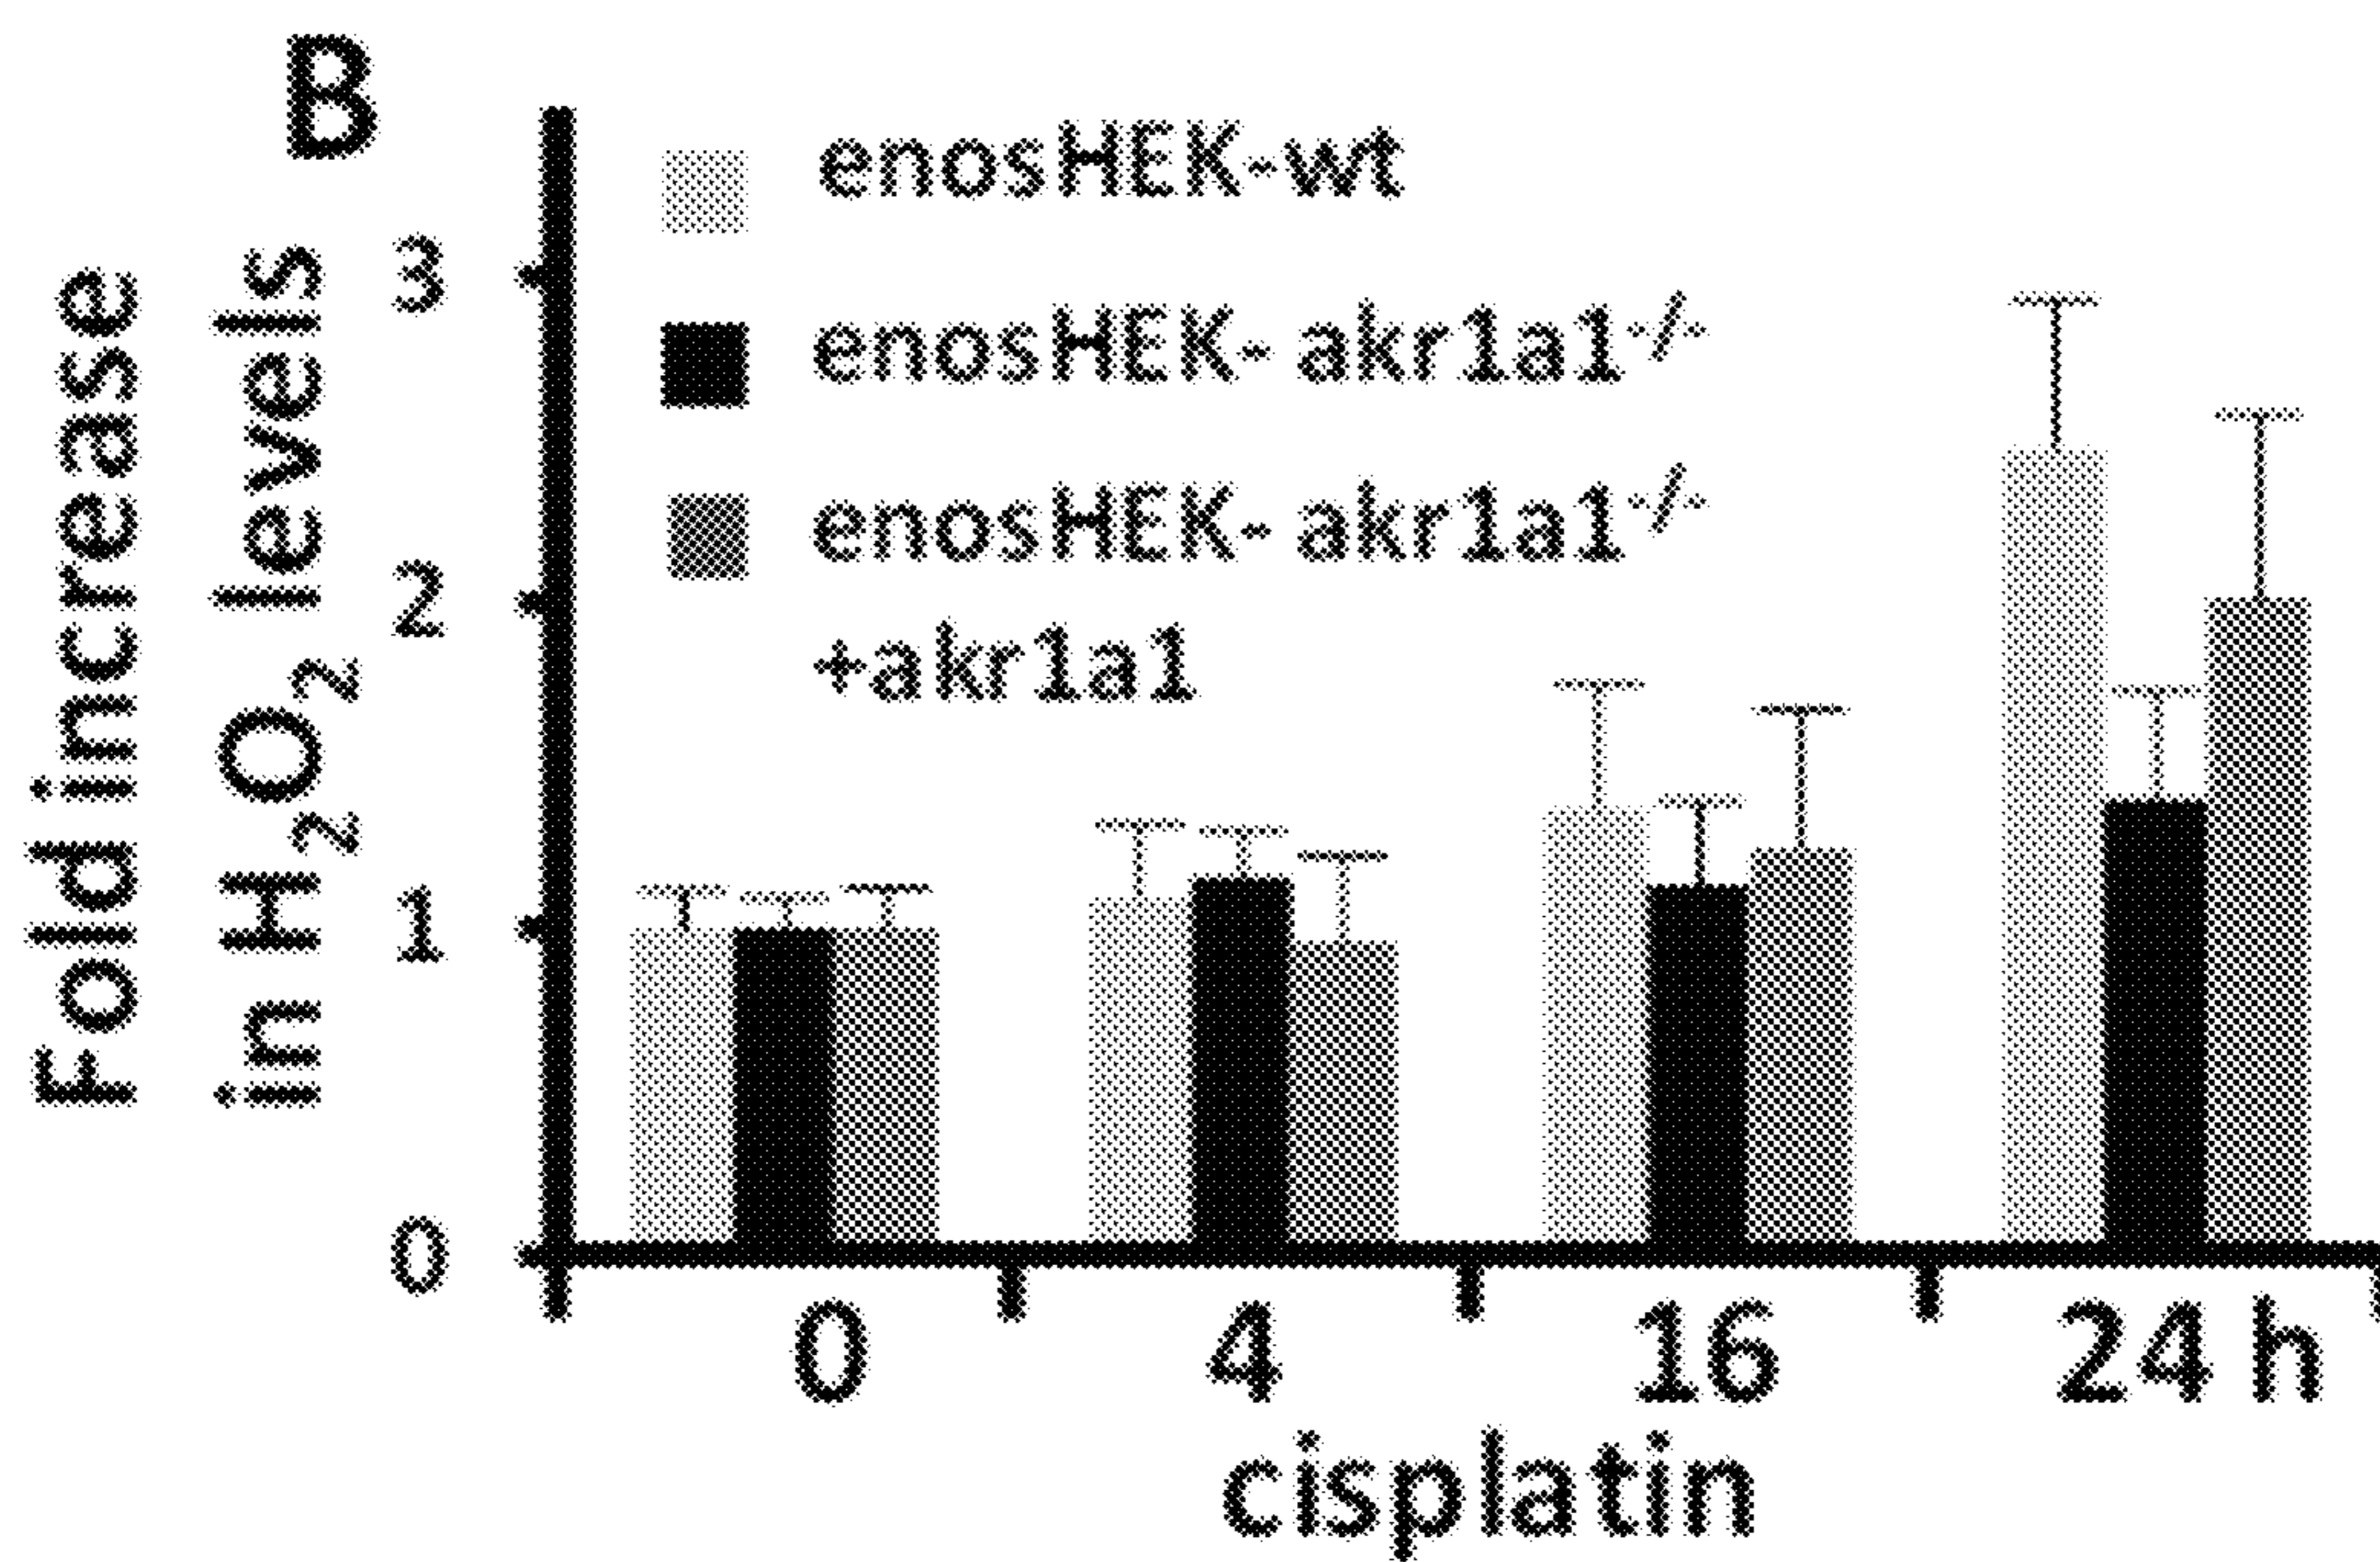 B
Fold increase
in H₂O₂ levels
3
2
1
0
enosHEK-wt
enosHEK- akr1a1-/-
enosHEK- akr1a1-/-
+akr1a1
0 4 16 24 h
cisplatin